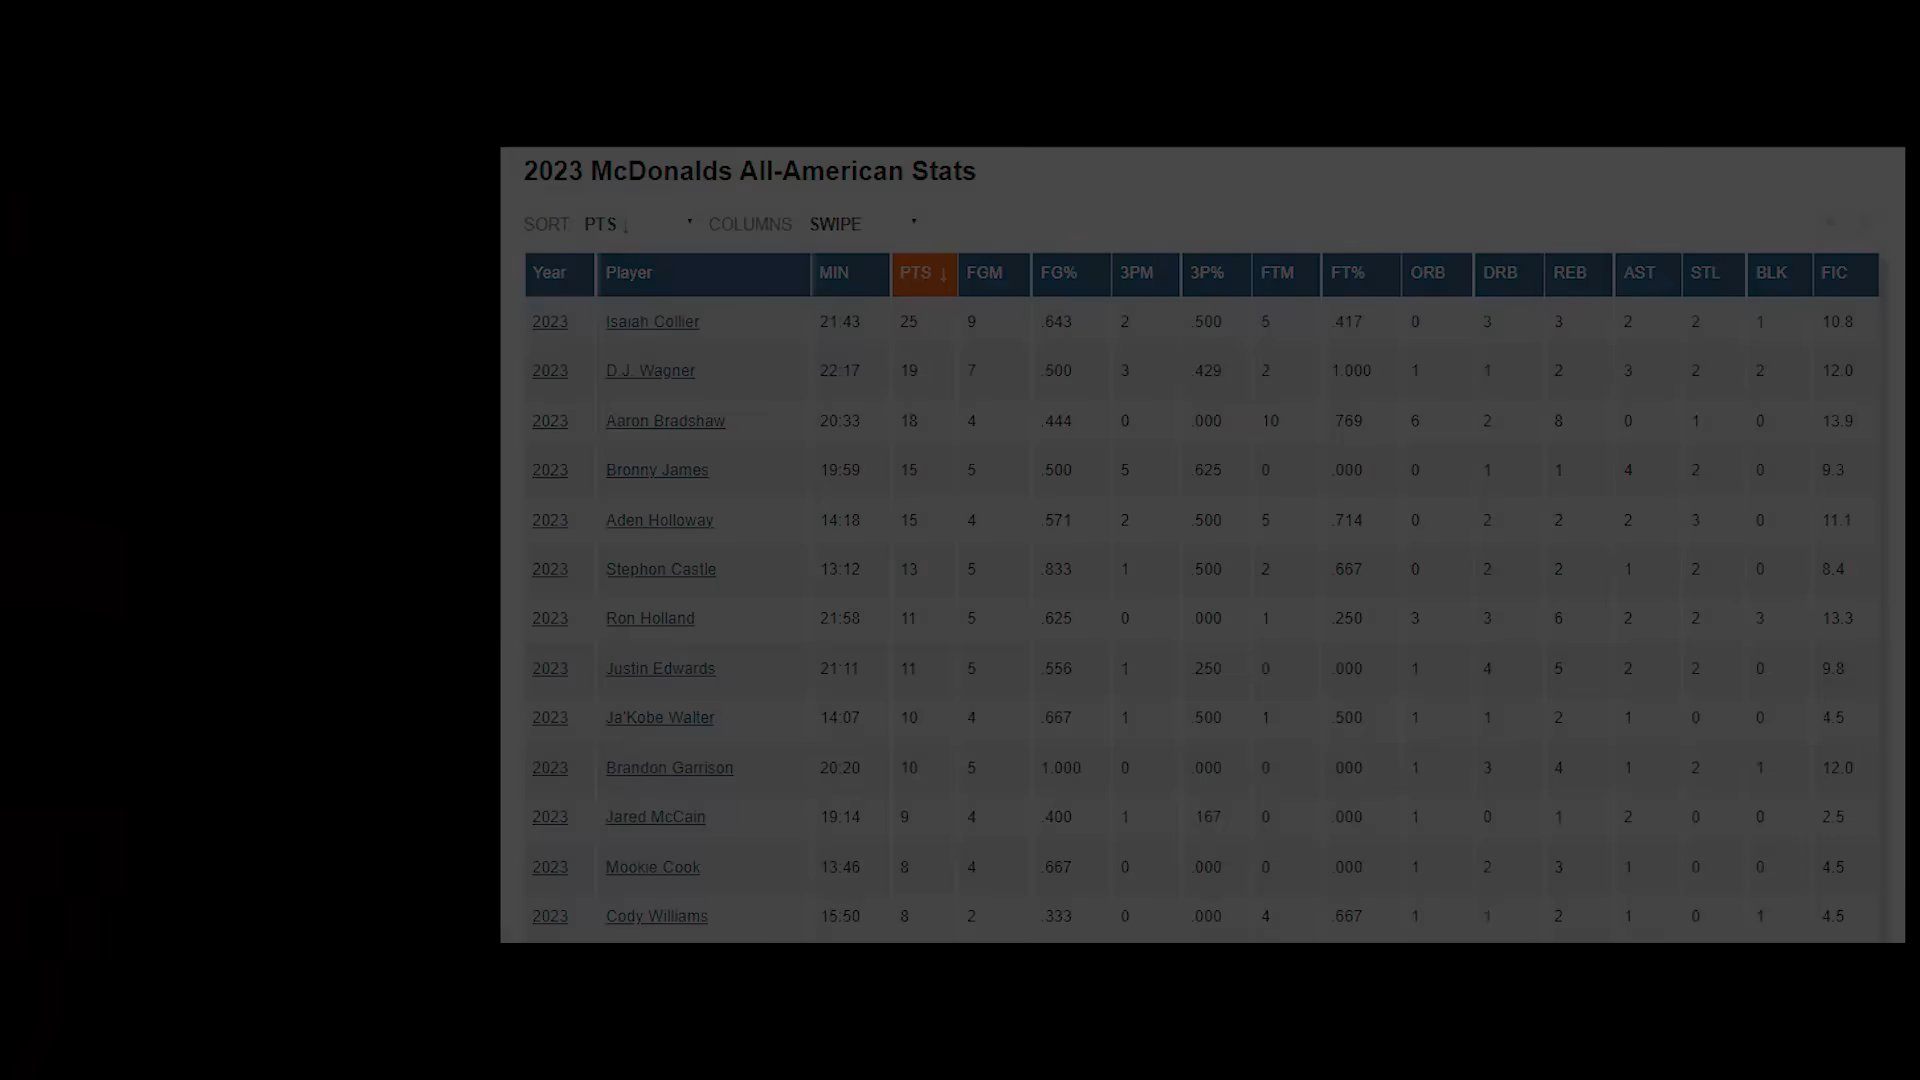 2023 McDonalds All-American Stats
SORT: PTS ↓ COLUMNS SWIPE
Year Player MIN PTS ↓ FGM FG% 3PM 3P% FTM FT% ORB DRB REB AST STL BLK FIC
2023 Isaiah Collier 21:43 25 9 .643 2 .500 5 .417 0 3 3 2 2 1 10.8
2023 D.J. Wagner 22:17 19 7 .500 3 .429 2 1.000 1 1 2 3 2 2 12.0
2023 Aaron Bradshaw 20:33 18 4 .444 0 .000 10 .769 6 2 8 0 1 0 13.9
2023 Bronny James 19:59 15 5 .500 5 .625 0 .000 0 1 1 4 2 0 9.3
2023 Aden Holloway 14:18 15 4 .571 2 .500 5 .714 0 2 2 2 3 0 11.1
2023 Stephon Castle 13:12 13 5 .833 1 .500 2 .667 0 2 2 1 2 0 8.4
2023 Ron Holland 21:58 11 5 .625 0 .000 1 .250 3 3 6 2 2 3 13.3
2023 Justin Edwards 21:11 11 5 .556 1 .250 0 .000 1 4 5 2 2 0 9.8
2023 Ja'Kobe Walter 14:07 10 4 .667 1 .500 1 .500 1 1 2 1 0 0 4.5
2023 Brandon Garrison 20:20 10 5 1.000 0 .000 0 .000 1 3 4 1 2 1 12.0
2023 Jared McCain 19:14 9 4 .400 1 .167 0 .000 1 0 1 2 0 0 2.5
2023 Mookie Cook 13:46 8 4 .667 0 .000 0 .000 1 2 3 1 0 0 4.5
2023 Cody Williams 15:50 8 2 .333 0 .000 4 .667 1 1 2 1 0 1 4.5